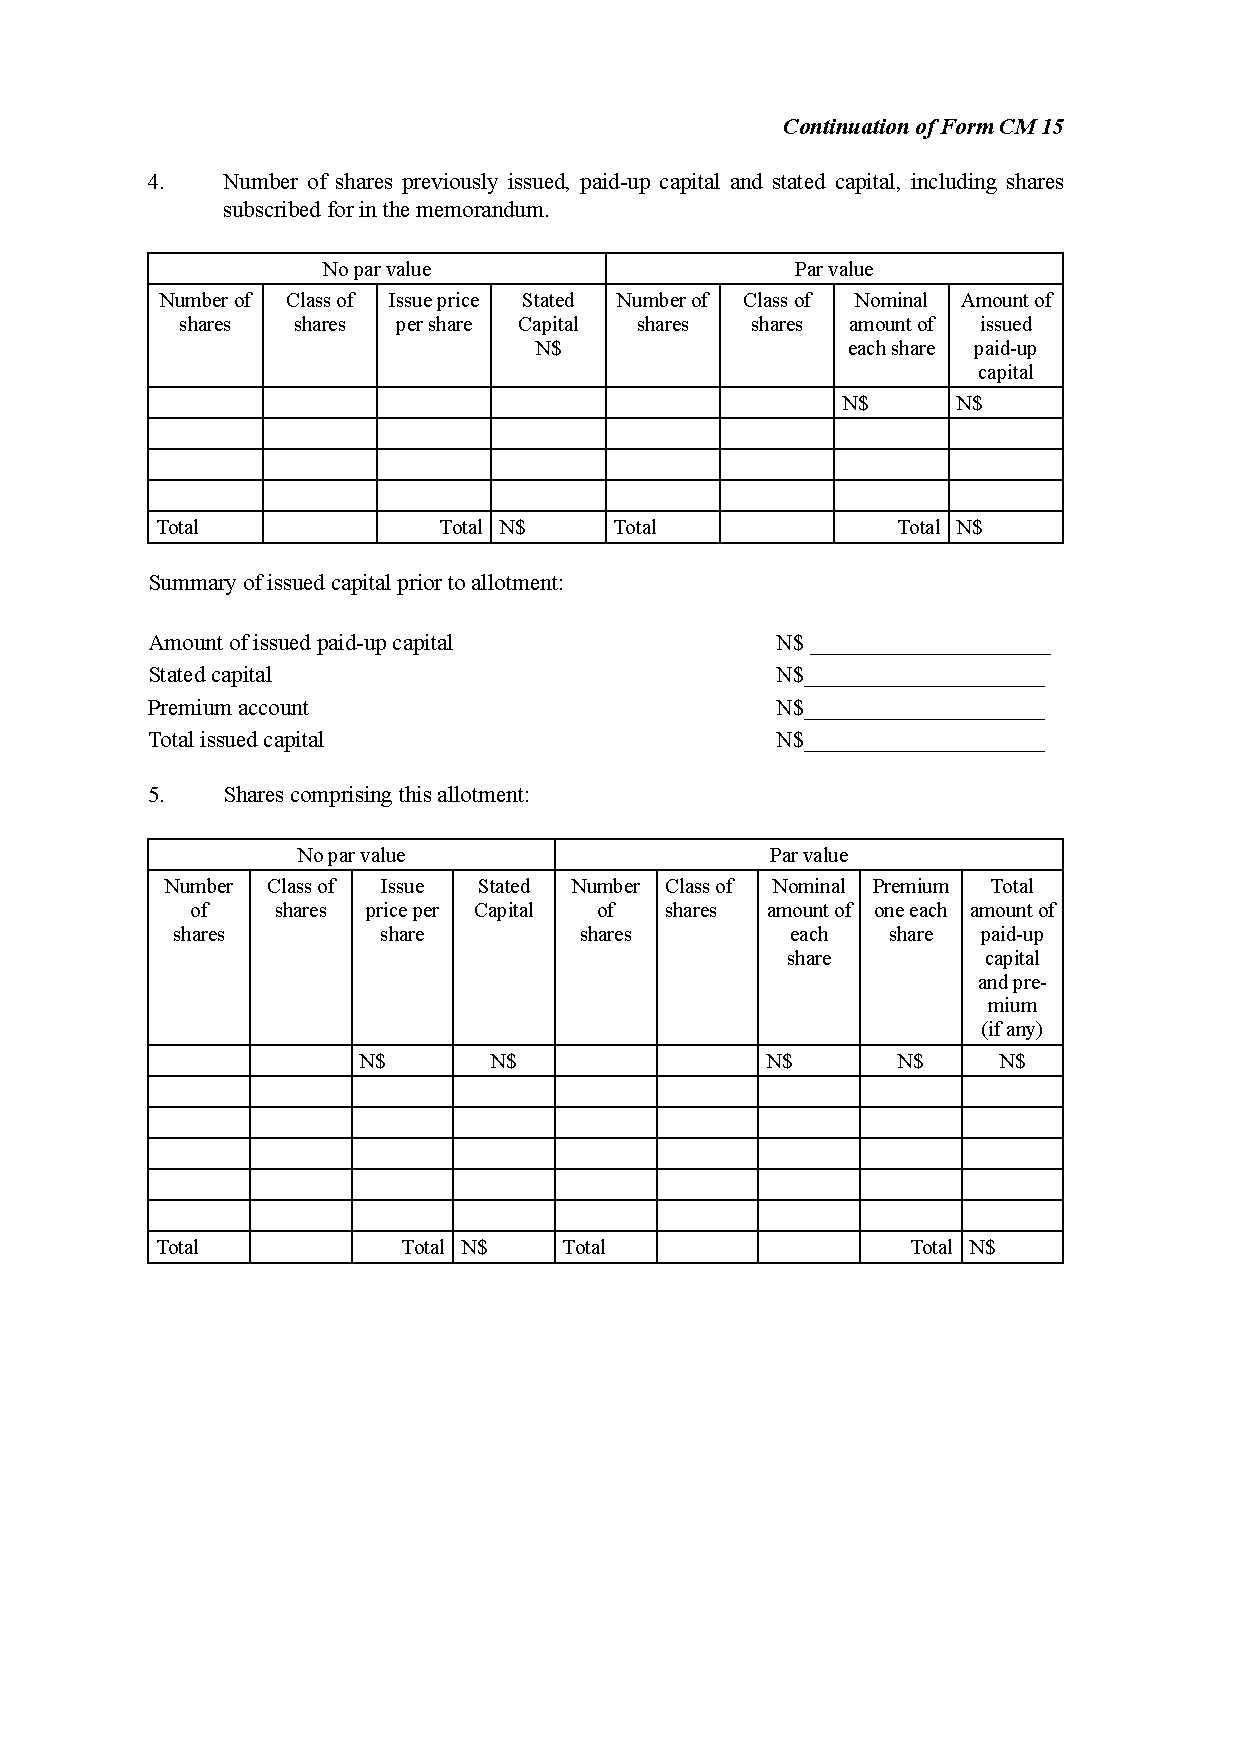 Continuation of Form CM 15
4. Number of shares previously issued, paid-up capital and stated capital, including shares
subscribed for in the memorandum.
No par value Par value
Number of Class of Issue price Stated Number of Class of Nominal Amount of
shares shares per share Capital shares shares amount of issued
N$ each share paid-up
capital
N$ N$
Total Total N$ Total Total N$
Summary of issued capital prior to allotment:
Amount of issued paid-up capital N$ ______________________
Stated capital N$______________________
Premium account N$______________________
Total issued capital N$______________________
5. Shares comprising this allotment:
No par value Par value
Number Class of Issue Stated Number Class of Nominal Premium Total
of shares price per Capital of shares amount of one each amount of
shares share shares each share paid-up
share capital
and pre-
mium
(if any)
N$ N$ N$ N$ N$
Total Total N$ Total Total N$